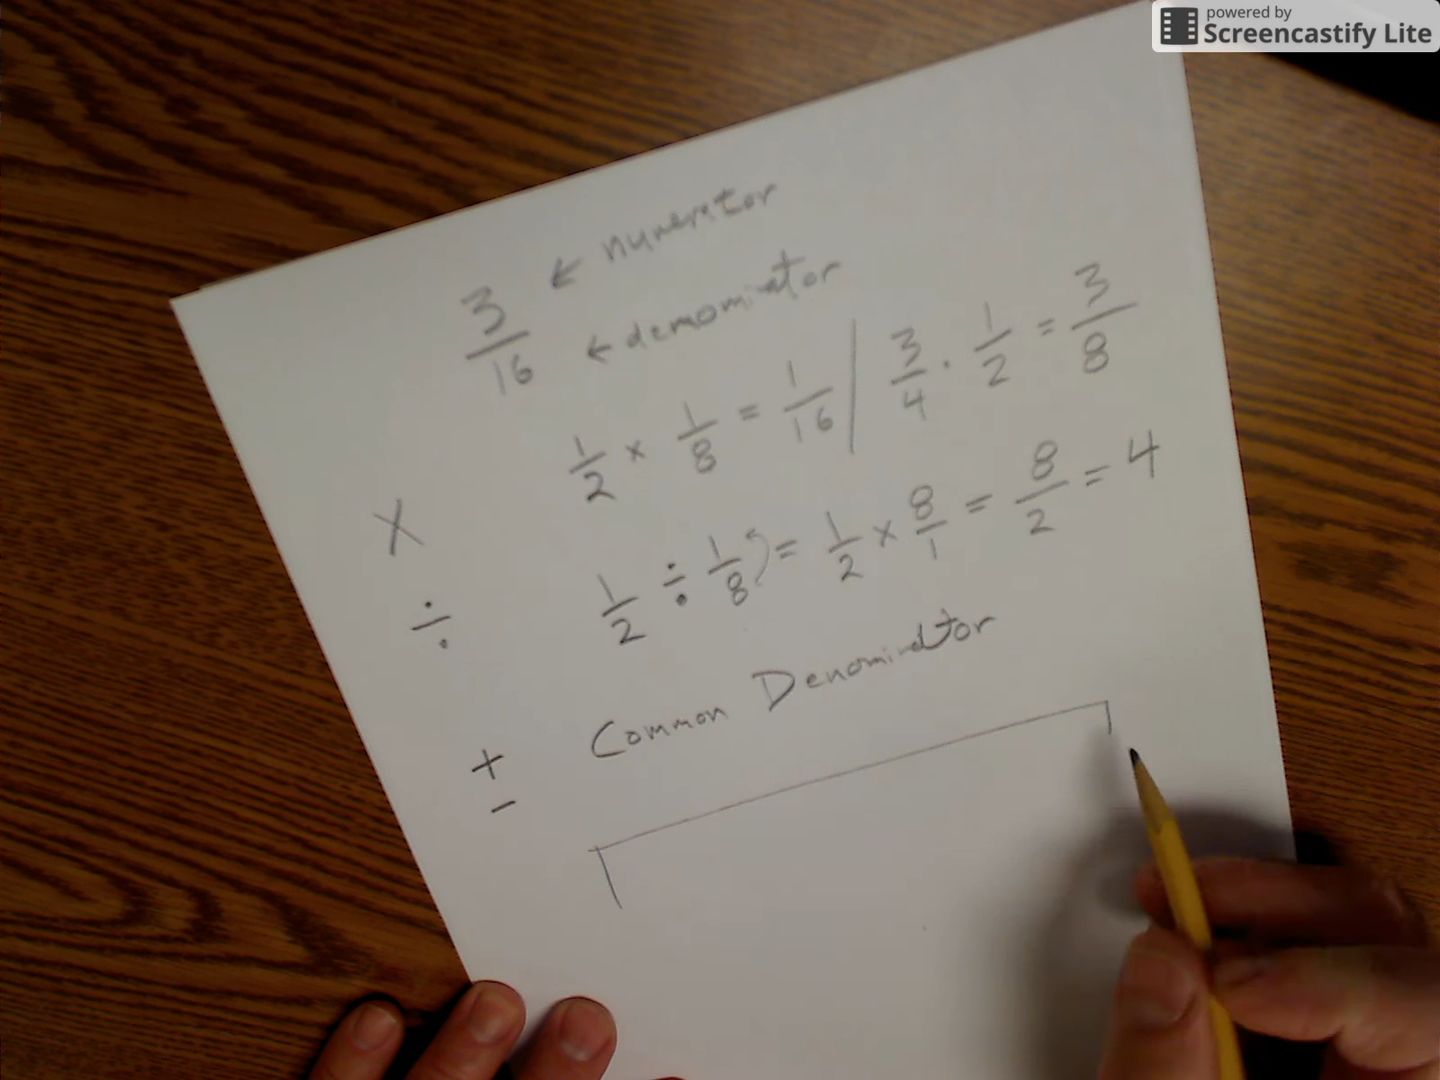 powered by
Screencastify Lite
3/16 ← numerator
← denominator
1/2 × 1/8 = 1/16 / 3/4 · 1/2 = 3/8
×
÷ 1/2 ÷ 1/8 = 1/2 × 8/1 = 8/2 = 4
+ Common Denominator
-